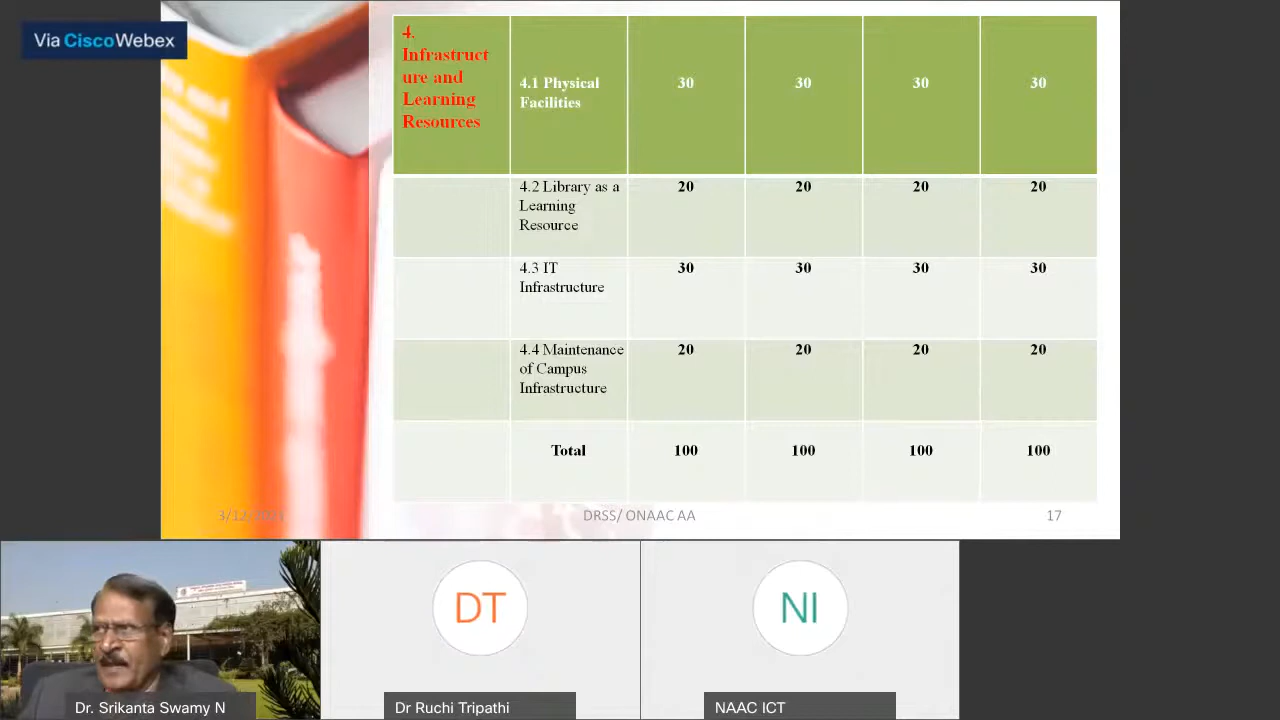 Via CiscoWebex
4.
Infrastruct
ure and
Learning
Resources
4.1 Physical
Facilities
30 30 30 30
4.2 Library as a
Learning
Resource
20 20 20 20
4.3 IT
Infrastructure
30 30 30 30
4.4 Maintenance
of Campus
Infrastructure
20 20 20 20
Total 100 100 100 100
DRSS/ ONAAC AA
17
DT
NI
Dr. Srikanta Swamy N
Dr Ruchi Tripathi
NAAC ICT